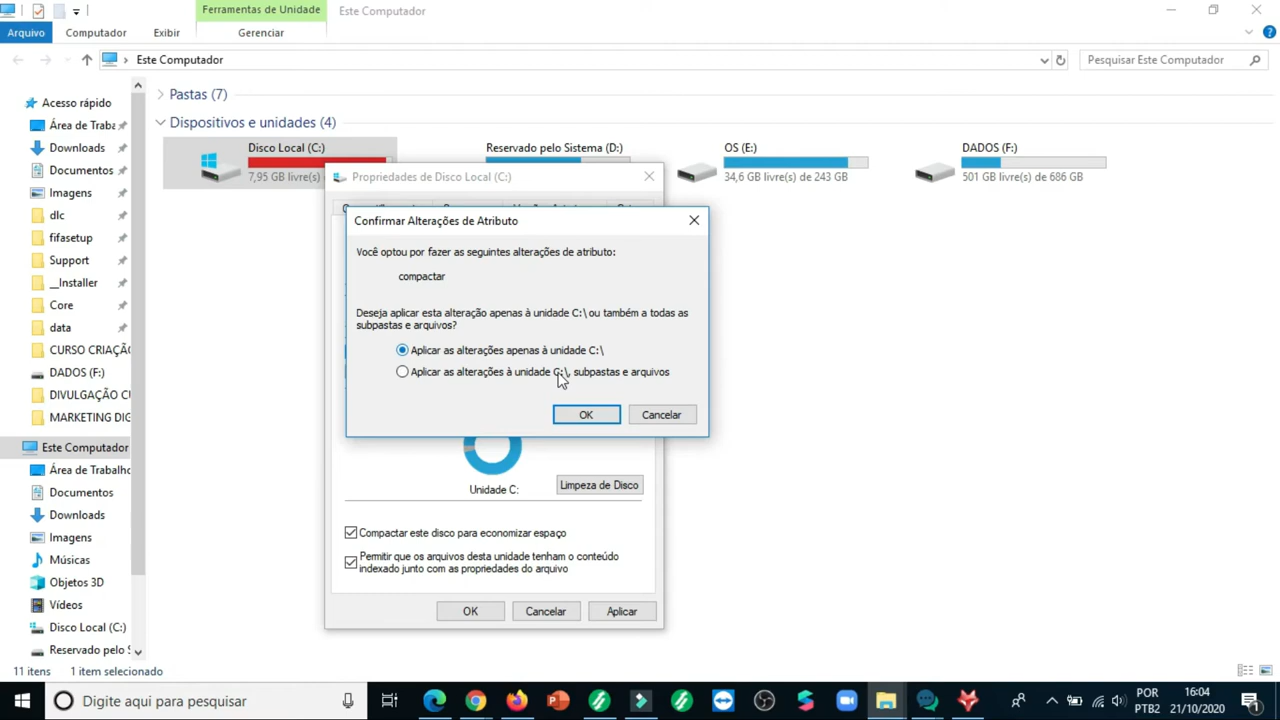 Ferramentas de Unidade
Este Computador
Arquivo
Computador
Exibir
Gerenciar
Este Computador
Pesquisar Este Computador
Acesso rápido
Área de Traba
Downloads
Documentos
Imagens
dlc
fifasetup
Support
__Installer
Core
data
CURSO CRIAÇÃ
DADOS (F:)
DIVULGAÇÃO CU
MARKETING DIG
Este Computador
Área de Trabalho
Documentos
Downloads
Imagens
Músicas
Objetos 3D
Vídeos
Disco Local (C:)
Reservado pelo S
Pastas (7)
Dispositivos e unidades (4)
Disco Local (C:)
7,95 GB livre(s)
Reservado pelo Sistema (D:)
OS (E:)
34,6 GB livre(s) de 243 GB
DADOS (F:)
501 GB livre(s) de 686 GB
Propriedades de Disco Local (C:)
Confirmar Alterações de Atributo
Você optou por fazer as seguintes alterações de atributo:
compactar
Deseja aplicar esta alteração apenas à unidade C:\ ou também a todas as
subpastas e arquivos?
Aplicar as alterações apenas à unidade C:\
Aplicar as alterações à unidade C:\, subpastas e arquivos
OK
Cancelar
Unidade C:
Limpeza de Disco
Compactar este disco para economizar espaço
Permitir que os arquivos desta unidade tenham o conteúdo
indexado junto com as propriedades do arquivo
OK
Cancelar
Aplicar
11 itens
1 item selecionado
Digite aqui para pesquisar
POR
PTB2
16:04
21/10/2020
1